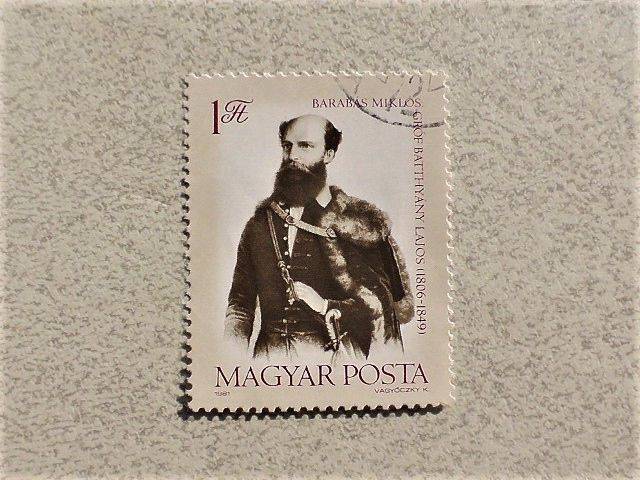 1 Ft
BARABÁS MIKLÓS:
GRÓF BATTHYÁNY LAJOS (1806-1849)
MAGYAR POSTA
1981
VAGYÓCZKY K.